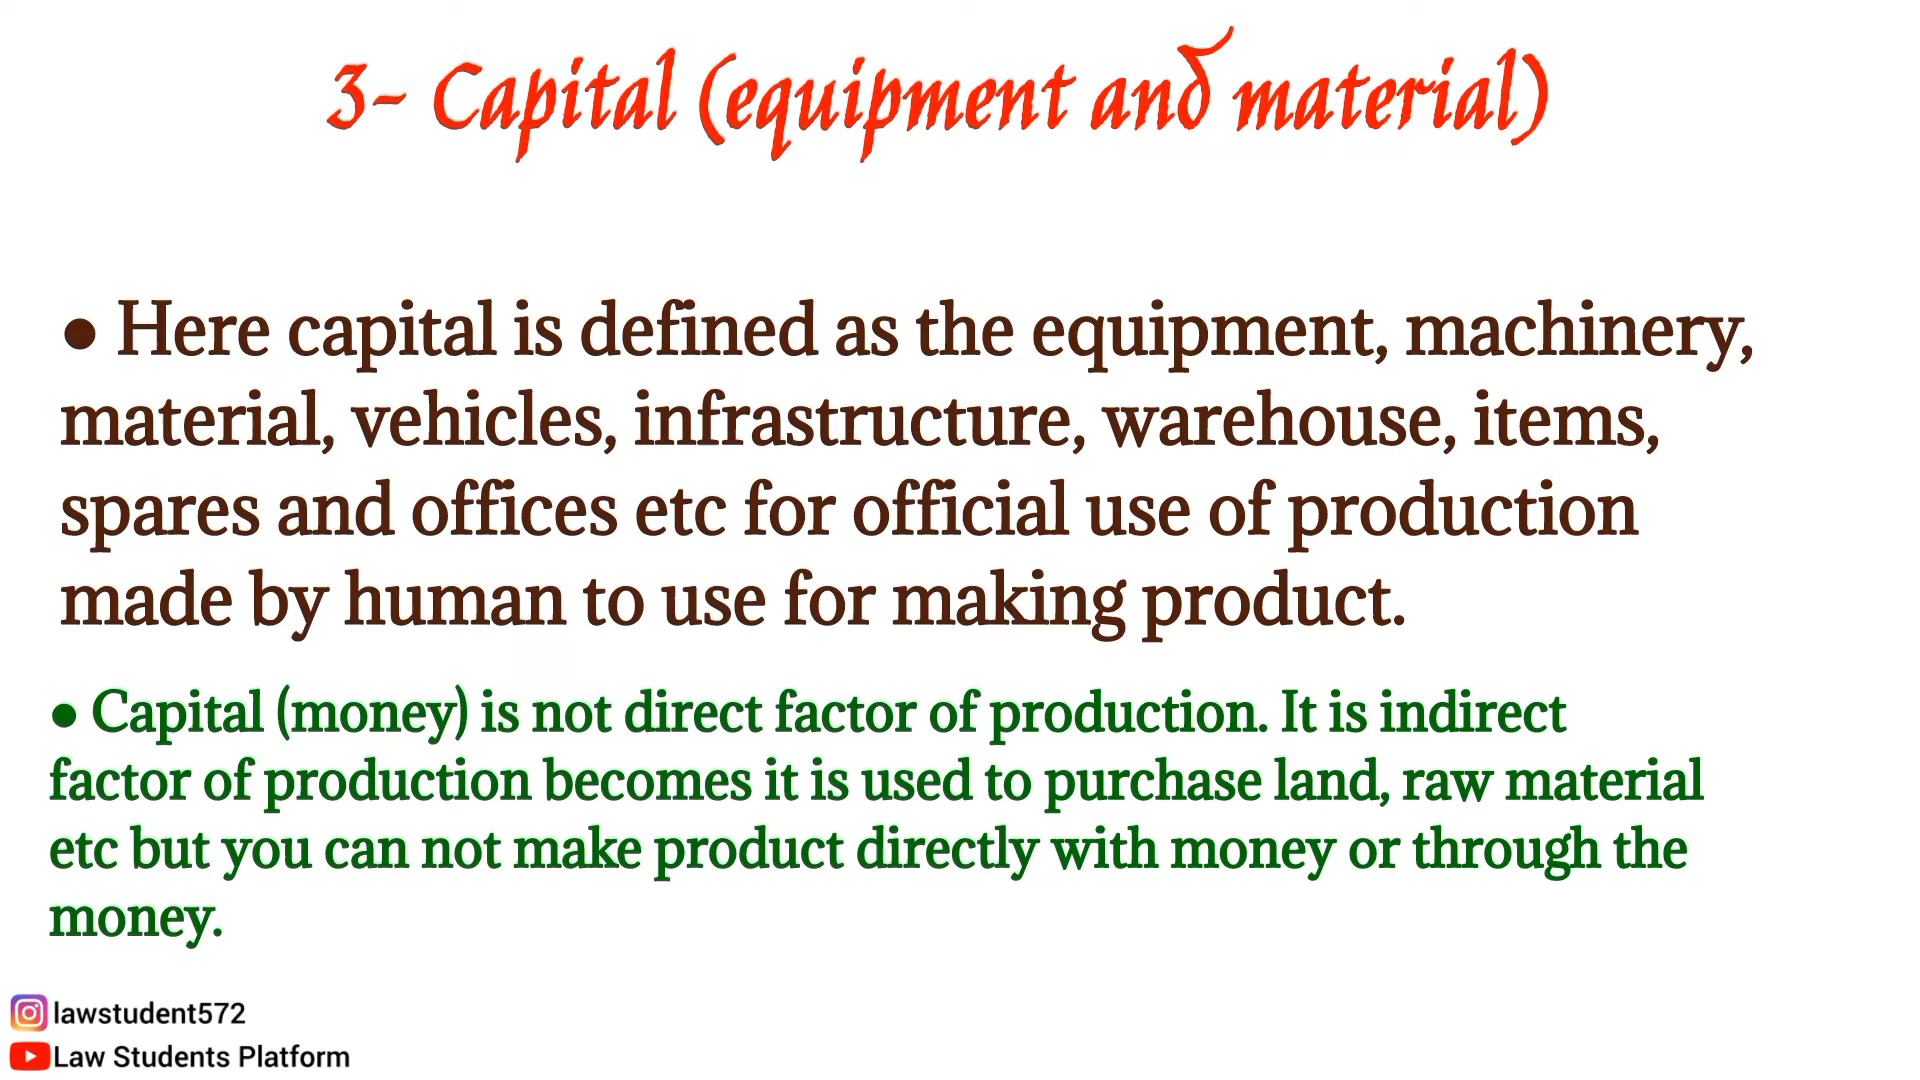 3- Capital (equipment and material)
● Here capital is defined as the equipment, machinery,
material, vehicles, infrastructure, warehouse, items,
spares and offices etc for official use of production
made by human to use for making product.
● Capital (money) is not direct factor of production. It is indirect
factor of production becomes it is used to purchase land, raw material
etc but you can not make product directly with money or through the
money.
lawstudent572
Law Students Platform